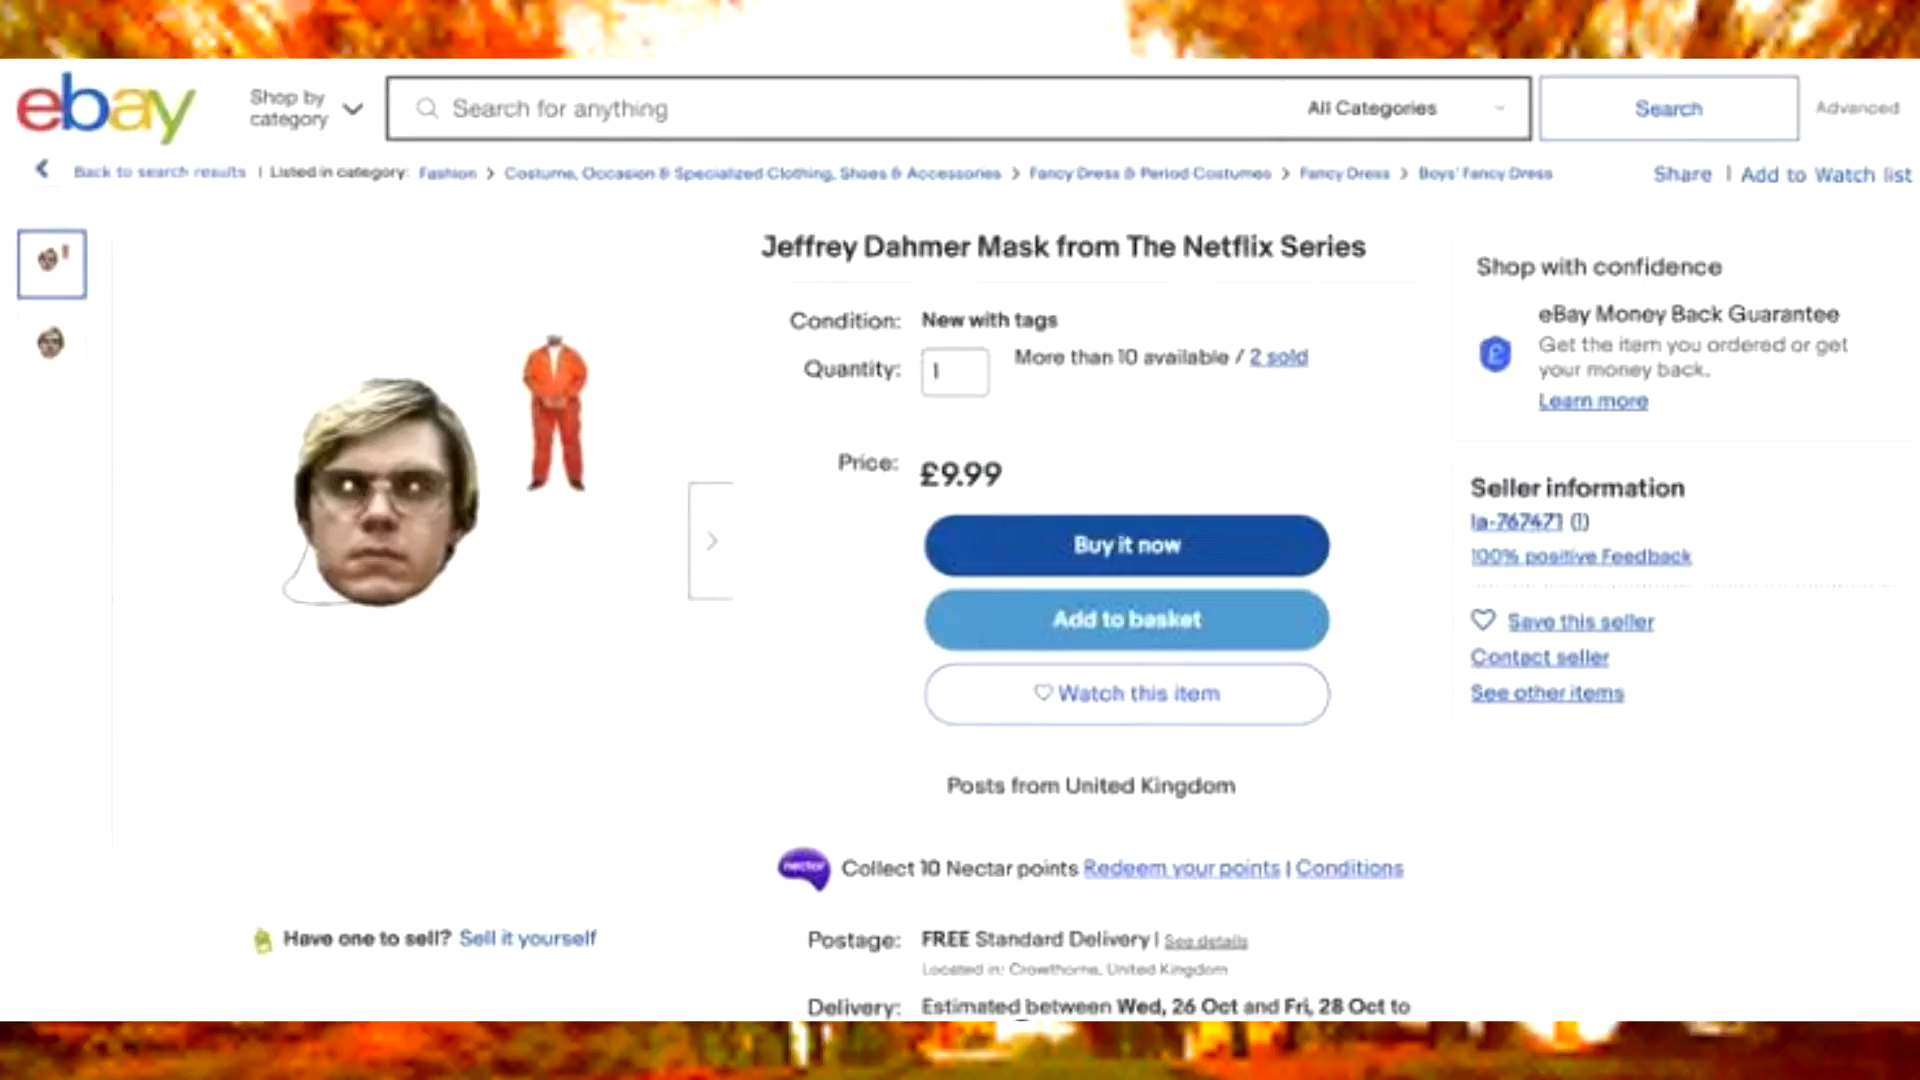 ebay
Shop by category
Search for anything
All Categories
Search
Advanced
Back to search results | Listed in category: Fashion > Costume, Occasion & Specialized Clothing, Shoes & Accessories > Fancy Dress & Period Costumes > Fancy Dress > Boys' Fancy Dress
Share | Add to Watch list
Jeffrey Dahmer Mask from The Netflix Series
Condition: New with tags
Quantity: 1 More than 10 available / 2 sold
Price: £9.99
Buy it now
Add to basket
Watch this item
Posts from United Kingdom
nectar Collect 10 Nectar points Redeem your points | Conditions
Have one to sell? Sell it yourself
Postage: FREE Standard Delivery | See details
Located in: Crowthorne, United Kingdom
Delivery: Estimated between Wed, 26 Oct and Fri, 28 Oct to
Shop with confidence
eBay Money Back Guarantee
Get the item you ordered or get
your money back.
Learn more
Seller information
la-767471 (1)
100% positive Feedback
Save this seller
Contact seller
See other items